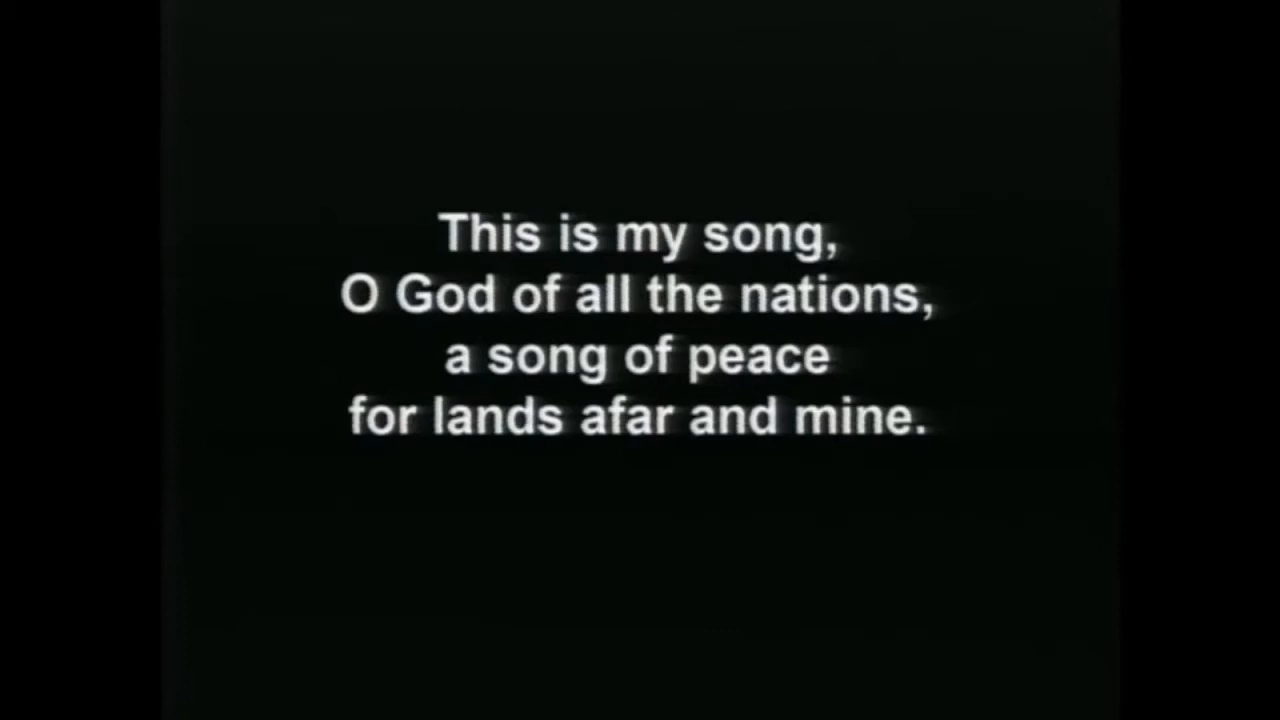 This is my song,
O God of all the nations,
a song of peace
for lands afar and mine.